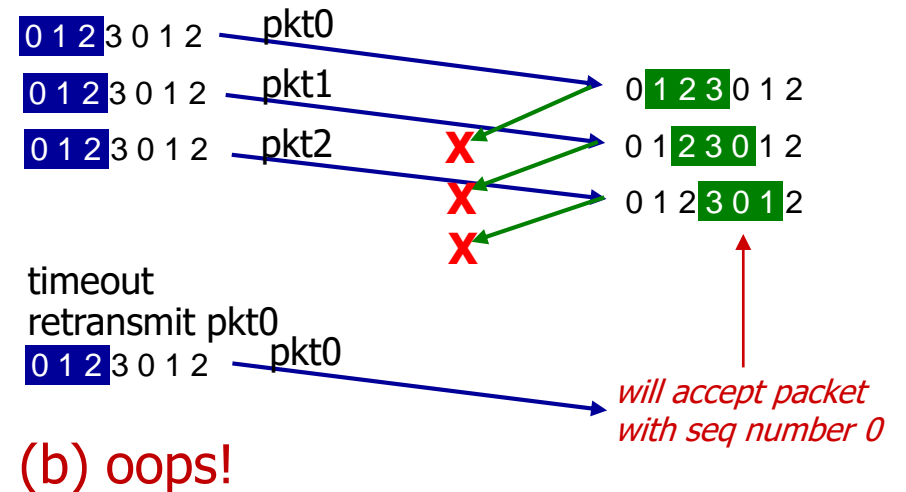 0 1 2 3 0 1 2 pkt0
0 1 2 3 0 1 2
0 1 2 3 0 1 2 pkt1
X 0 1 2 3 0 1 2
0 1 2 3 0 1 2 pkt2
X 0 1 2 3 0 1 2
X
timeout
retransmit pkt0
0 1 2 3 0 1 2 pkt0
will accept packet
with seq number 0
(b) oops!